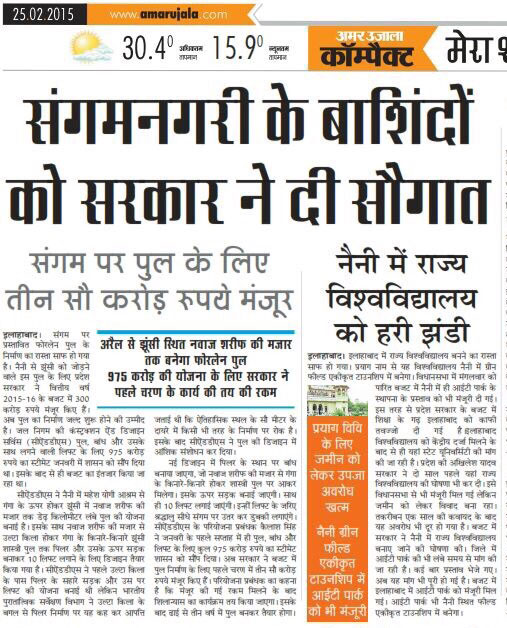 25.02.2015
www.amarujala.com
30.4° अधिकतम तापमान 15.9° न्यूनतम तापमान
अमर उजाला
कॉम्पैक्ट
मेरा
संगमनगरी के बाशिंदों
को सरकार ने दी सौगात
संगम पर पुल के लिए
तीन सौ करोड़ रुपये मंजूर
इलाहाबाद। संगम पर
प्रस्तावित फोरलेन पुल के
निर्माण का रास्ता साफ हो गया
है। नैनी से झूंसी को जोड़ने
वाले इस पुल के लिए प्रदेश
सरकार ने वित्तीय वर्ष
2015-16 के बजट में 300
करोड़ रुपये मंजूर किए हैं।
अरैल से झूंसी स्थित नवाज शरीफ की मजार
तक बनेगा फोरलेन पुल
975 करोड़ की योजना के लिए सरकार ने
पहले चरण के कार्य की तय की रकम
अब पुल का निर्माण जल्द शुरू होने की उम्मीद
है। जल निगम की कंस्ट्रक्शन एंड डिजाइन
सर्विसेस (सीएंडडीएस) पुल, बांध और उसके
साथ लगने वाली लिफ्ट के लिए 975 करोड़
रुपये का स्टीमेट जनवरी में शासन को सौंप दिया
था। इसके बाद से ही बजट का इंतजार किया जा
रहा था।
सीएंडडीएस ने नैनी में महेश योगी आश्रम से
गंगा के ऊपर होकर झूंसी में नवाज शरीफ की
मजार तक डेढ़ किलोमीटर लंबे पुल की योजना
बनाई है। इसके साथ नवाज शरीफ की मजार से
उल्टा किला होकर गंगा के किनारे-किनारे झूंसी
शास्त्री पुल तक पिलर और उसके ऊपर सड़क
बनाकर 10 लिफ्ट लगाने के लिए डिजाइन तैयार
किया गया है। सीएंडडीएस ने पहले उल्टा किला
के पास पिलर के सहारे सड़क और उस पर
लिफ्ट की योजना बनाई थी लेकिन भारतीय
पुरातात्विक सर्वेक्षण विभाग ने उल्टा किला के
बगल से पिलर निर्माण पर यह कह कर आपत्ति
जताई थी कि ऐतिहासिक स्थल के सौ मीटर के
दायरे में किसी भी तरह के निर्माण पर रोक है।
इसके बाद सीएंडडीएस ने पुल की डिजाइन में
आंशिक संशोधन कर दिया।
नई डिजाइन में पिलर के स्थान पर बांध
बनाया जाएगा, जो नवाज शरीफ की मजार से गंगा
के किनारे-किनारे होकर शास्त्री पुल पर आकर
मिलेगा। इसके ऊपर सड़क बनाई जाएगी। साथ
ही 10 लिफ्ट लगाई जाएंगी। इन्हीं लिफ्ट के जरिए
श्रद्धालु सीधे संगम पर उतर कर डुबकी लगाएंगे।
सीएंडडीएस के परियोजना प्रबंधक कैलाश सिंह
ने जनवरी के पहले सप्ताह में ही पुल, बांध और
लिफ्ट के लिए कुल 975 करोड़ रुपये का स्टीमेट
शासन को सौंप दिया। अब सरकार ने बजट में
पुल निर्माण के लिए पहले चरण में तीन सौ करोड़
रुपये मंजूर किए हैं। परियोजना प्रबंधक का कहना
है कि मंजूर की गई रकम मिलने के बाद
शिलान्यास का कार्यक्रम तय किया जाएगा। इसके
बाद ढाई से तीन वर्ष में पुल बनकर तैयार होगा।
नैनी में राज्य
विश्वविद्यालय
को हरी झंडी
इलाहाबाद। इलाहाबाद में राज्य विश्वविद्यालय बनने का रास्ता
साफ हो गया। प्रयाग नाम से यह विश्वविद्यालय नैनी में ग्रीन
फील्ड एकीकृत टाउनशिप में बनेगा। विधानसभा में मंगलवार को
पारित बजट में नैनी में ही आईटी पार्क के
स्थापना के प्रस्ताव को भी मंजूरी दी गई।
इस तरह से प्रदेश सरकार के बजट में
शिक्षा के गढ़ इलाहाबाद को काफी
तवज्जो दी गई है। इलाहाबाद
विश्वविद्यालय को केंद्रीय दर्जा मिलने के
बाद से ही यहां स्टेट यूनिवर्सिटी की मांग
की जा रही है। प्रदेश की अखिलेश यादव
सरकार ने दो साल पहले यहां राज्य
विश्वविद्यालय की घोषणा भी कर दी। इसे
विधानसभा से भी मंजूरी मिल गई लेकिन
जमीन को लेकर विवाद बना रहा।
तकरीबन एक साल की कवायद के बाद
यह अवरोध भी दूर हो गया है। बजट में
सरकार ने नैनी में राज्य विश्वविद्यालय
बनाए जाने की घोषणा की। जिले में
आईटी पार्क की भी लंबे समय से मांग की
जा रही है। कई बार प्रस्ताव भेजे गए।
अब यह मांग भी पूरी हो गई है। बजट में
इलाहाबाद में आईटी पार्क को मंजूरी मिल
गई। आईटी पार्क भी नैनी स्थित एकीकृत
टाउनशिप में बनाया जाएगा।
प्रयाग विवि
के लिए
जमीन को
लेकर उपजा
अवरोध
खत्म
नैनी ग्रीन
फील्ड
एकीकृत
टाउनशिप में
आईटी पार्क
को भी मंजूरी